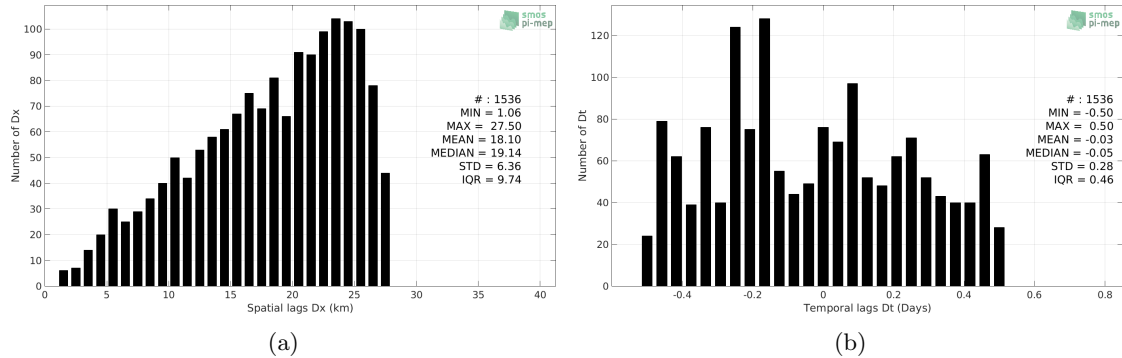 smos
pi-mep
Number of Dx
100
90
80
70
60
50
40
30
20
10
0
# : 1536
MIN = 1.06
MAX = 27.50
MEAN = 18.10
MEDIAN = 19.14
STD = 6.36
IQR = 9.74
0 5 10 15 20 25 30 35 40
Spatial lags Dx (km)
(a)
smos
pi-mep
Number of Dt
120
100
80
60
40
20
0
# : 1536
MIN = -0.50
MAX = 0.50
MEAN = -0.03
MEDIAN = -0.05
STD = 0.28
IQR = 0.46
-0.4 -0.2 0 0.2 0.4 0.6 0.8
Temporal lags Dt (Days)
(b)